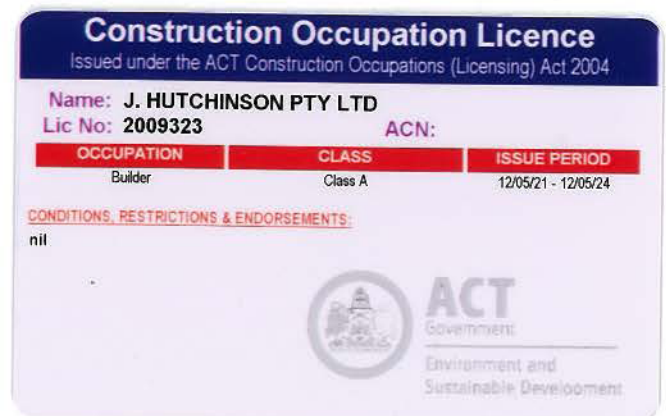 Construction Occupation Licence
Issued under the ACT Construction Occupations (Licensing) Act 2004
Name: J. HUTCHINSON PTY LTD
Lic No: 2009323 ACN:
OCCUPATION CLASS ISSUE PERIOD
Builder Class A 12/05/21 - 12/05/24
CONDITIONS, RESTRICTIONS & ENDORSEMENTS:
nil
ACT
Government
Environment and
Sustainable Development